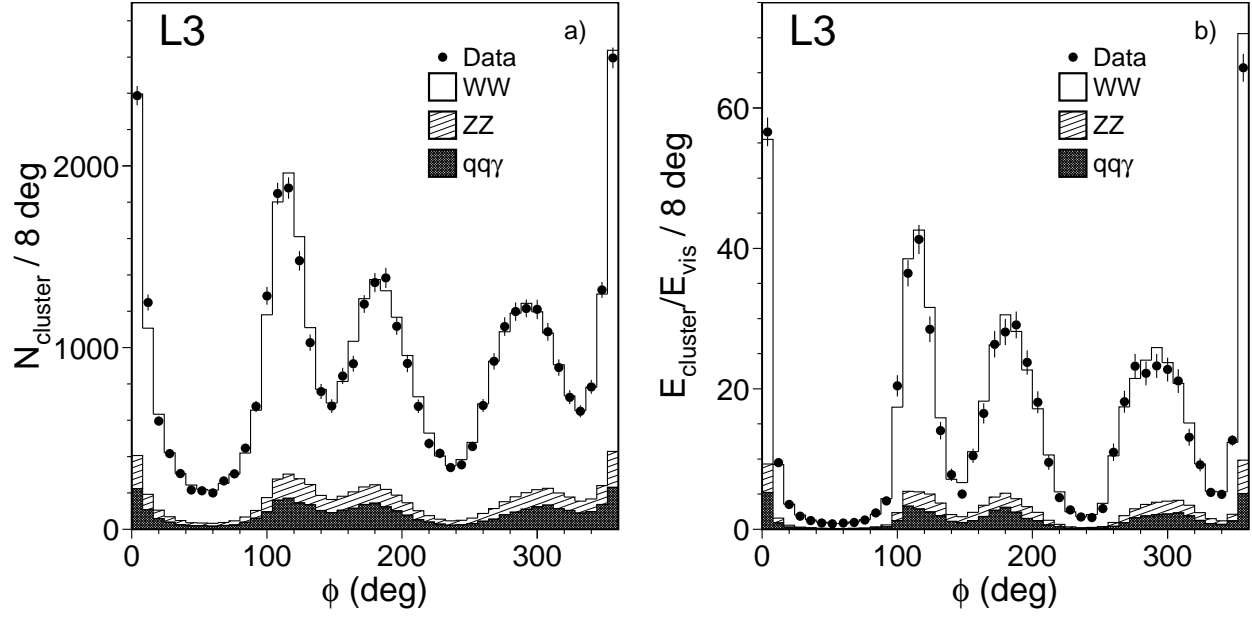 L3
a)
Data
WW
ZZ
qqγ
N_cluster / 8 deg
2000
1000
0
0 100 200 300
ϕ (deg)
L3
b)
Data
WW
ZZ
qqγ
E_cluster/E_vis / 8 deg
60
40
20
0
0 100 200 300
ϕ (deg)